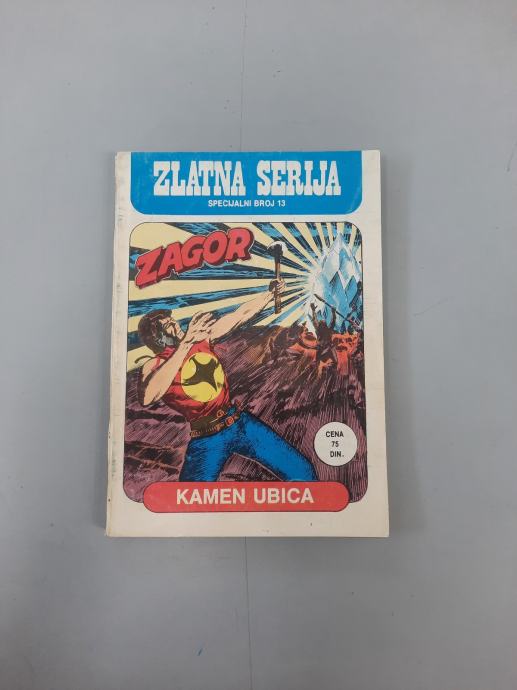 ZLATNA SERIJA
SPECIJALNI BROJ 13
ZAGOR
CENA
75
DIN.
KAMEN UBICA